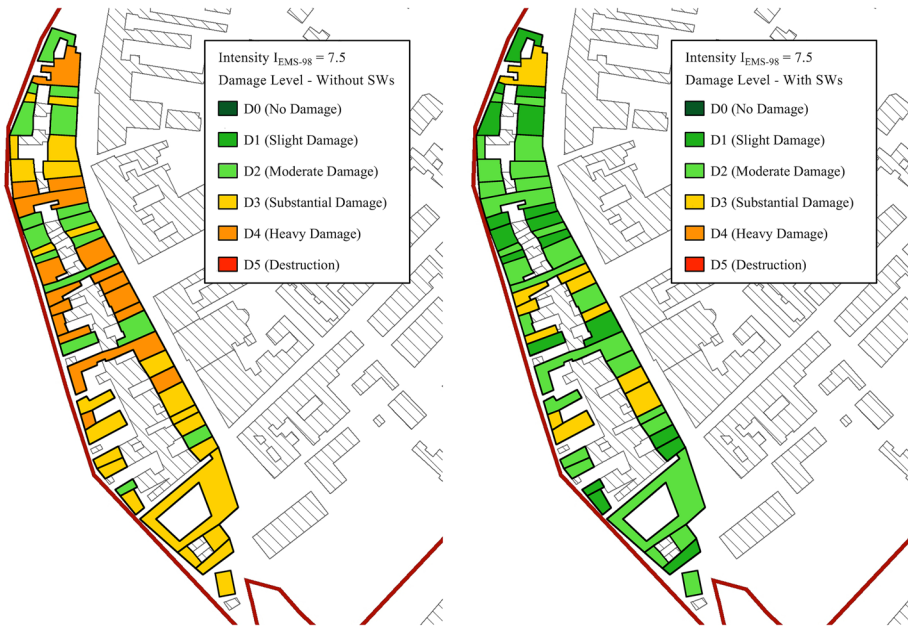 Intensity I_EMS-98 = 7.5
Damage Level - Without SWs
D0 (No Damage)
D1 (Slight Damage)
D2 (Moderate Damage)
D3 (Substantial Damage)
D4 (Heavy Damage)
D5 (Destruction)
Intensity I_EMS-98 = 7.5
Damage Level - With SWs
D0 (No Damage)
D1 (Slight Damage)
D2 (Moderate Damage)
D3 (Substantial Damage)
D4 (Heavy Damage)
D5 (Destruction)